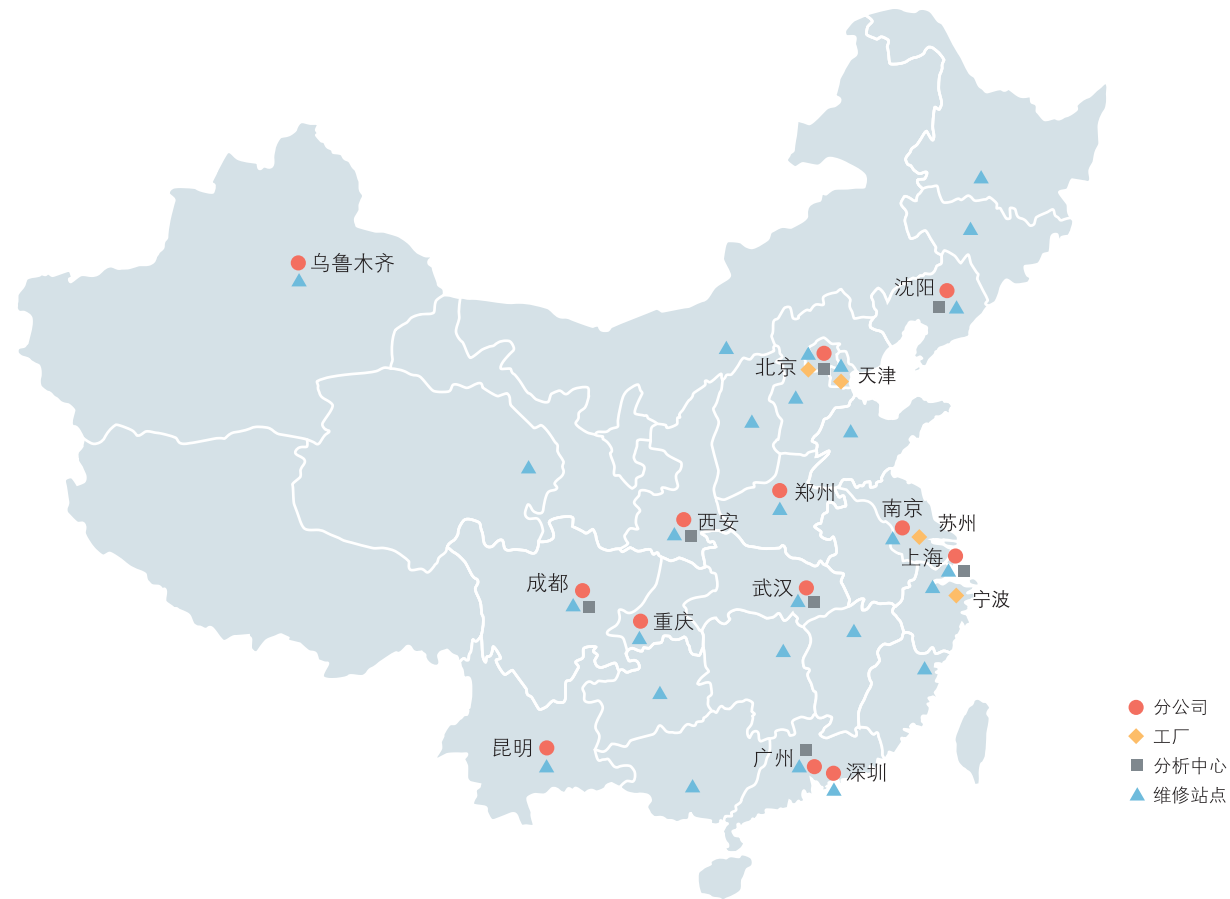 乌鲁木齐
沈阳
北京
天津
郑州
南京
苏州
西安
上海
成都
武汉
宁波
重庆
昆明
广州
深圳
分公司
工厂
分析中心
维修站点